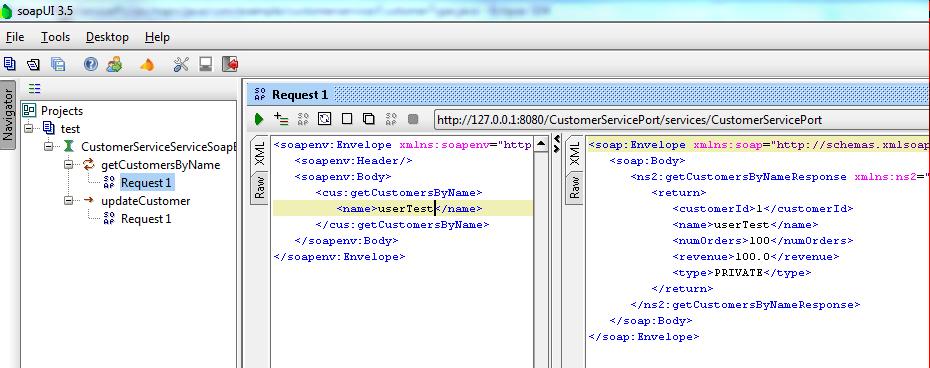 soapUI 3.5
File Tools Desktop Help
Navigator
Projects
test
CustomerServiceServiceSoapB
getCustomersByName
Request 1
updateCustomer
Request 1
SO AP Request 1
http://127.0.0.1:8080/CustomerServicePort/services/CustomerServicePort
XML
Raw
<soapenv:Envelope xmlns:soapenv="http
<soapenv:Header/>
<soapenv:Body>
<cus:getCustomersByName>
<name>userTest</name>
</cus:getCustomersByName>
</soapenv:Body>
</soapenv:Envelope>
XML
Raw
<soap:Envelope xmlns:soap="http://schemas.xmlsoap
<soap:Body>
<ns2:getCustomersByNameResponse xmlns:ns2="
<return>
<customerId>1</customerId>
<name>userTest</name>
<numOrders>100</numOrders>
<revenue>100.0</revenue>
<type>PRIVATE</type>
</return>
</ns2:getCustomersByNameResponse>
</soap:Body>
</soap:Envelope>